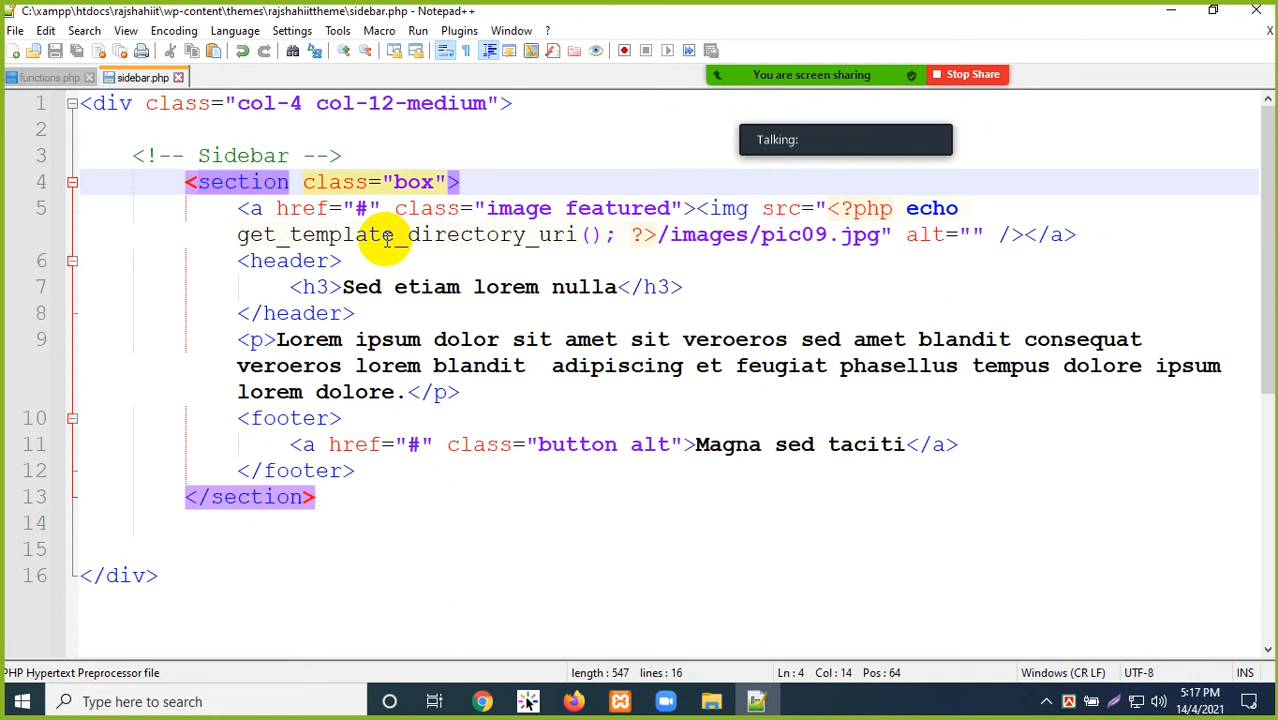 C:\xampp\htdocs\rajshahiit\wp-content\themes\rajshahiittheme\sidebar.php - Notepad++
File Edit Search View Encoding Language Settings Tools Macro Run Plugins Window ?
functions.php sidebar.php
You are screen sharing Stop Share
Talking:
1 <div class="col-4 col-12-medium">
2
3 <!-- Sidebar -->
4 <section class="box">
5 <a href="#" class="image featured"><img src="<?php echo
get_template_directory_uri(); ?>/images/pic09.jpg" alt="" /></a>
6 <header>
7 <h3>Sed etiam lorem nulla</h3>
8 </header>
9 <p>Lorem ipsum dolor sit amet sit veroeros sed amet blandit consequat
veroeros lorem blandit  adipiscing et feugiat phasellus tempus dolore ipsum
lorem dolore.</p>
10 <footer>
11 <a href="#" class="button alt">Magna sed taciti</a>
12 </footer>
13 </section>
14
15
16 </div>
PHP Hypertext Preprocessor file length : 547 lines : 16 Ln : 4 Col : 14 Pos : 64 Windows (CR LF) UTF-8 INS
Type here to search
5:17 PM
14/4/2021